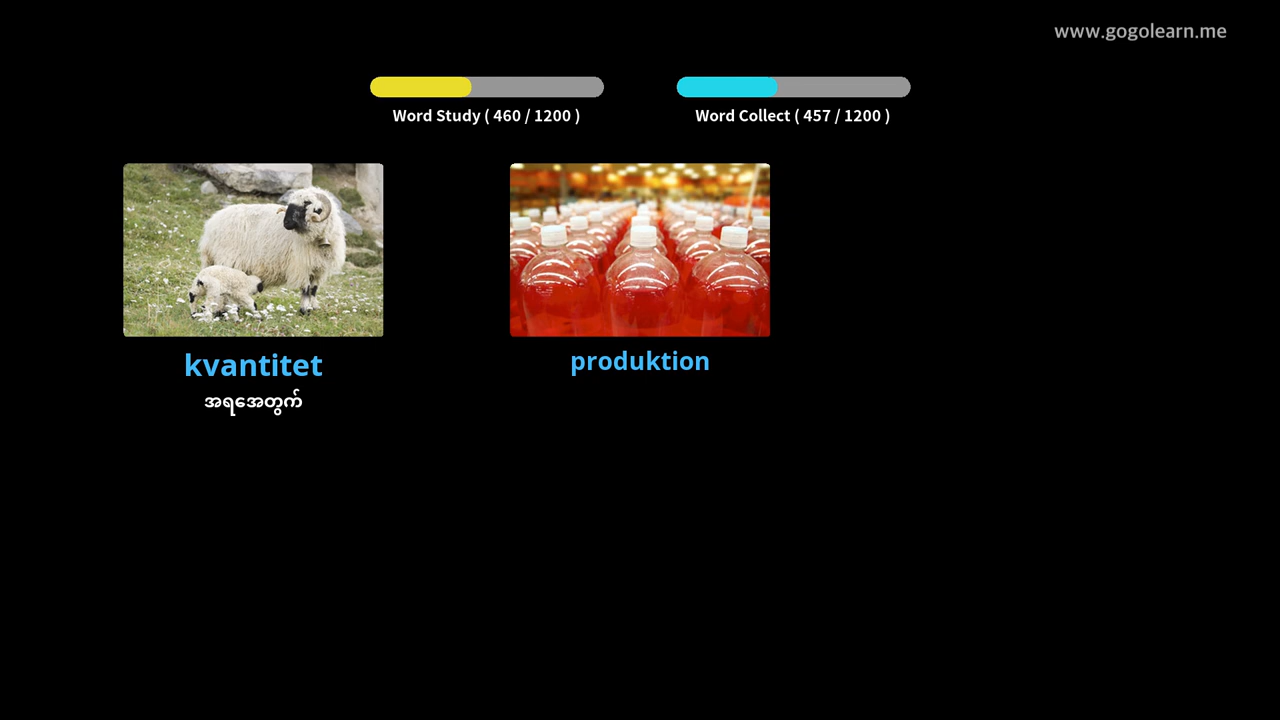 www.gogolearn.me
Word Study ( 460 / 1200 )
Word Collect ( 457 / 1200 )
kvantitet
အရအေတွက်
produktion